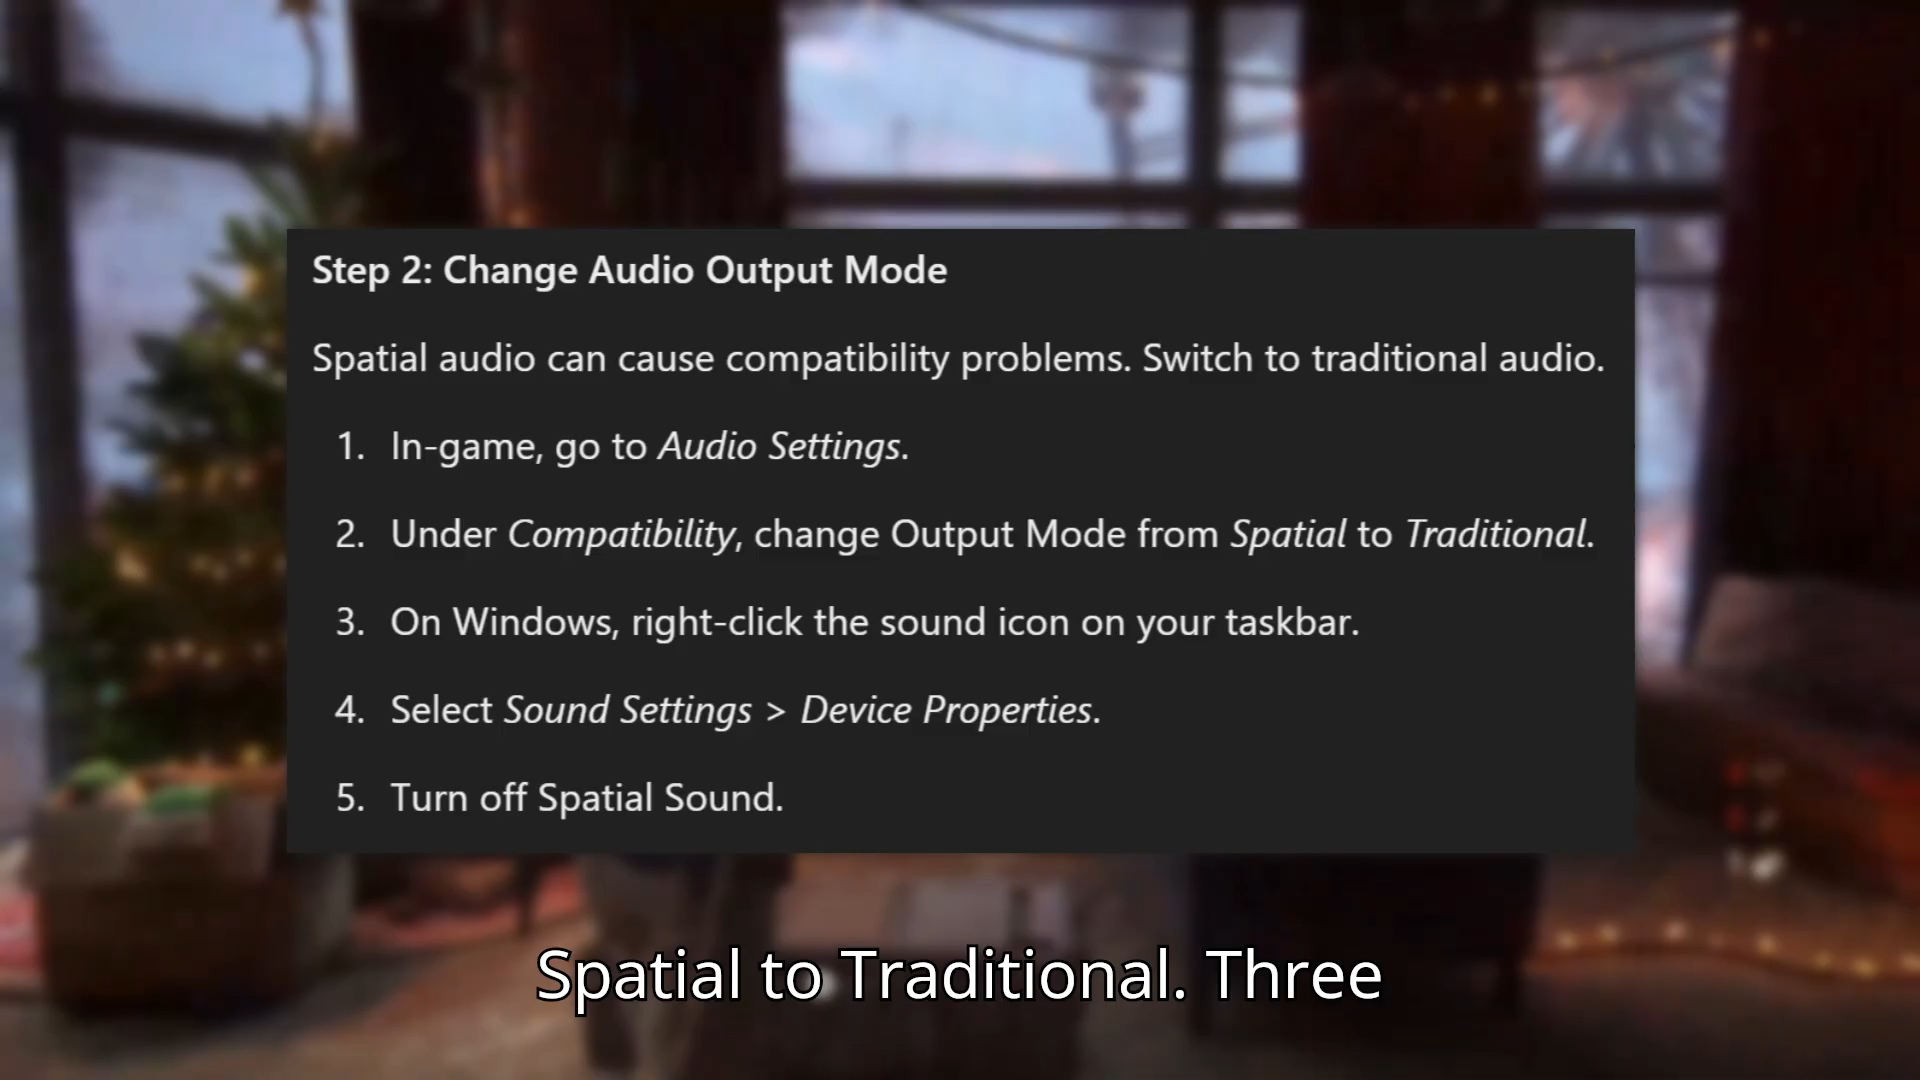 Step 2: Change Audio Output Mode
Spatial audio can cause compatibility problems. Switch to traditional audio.
1. In-game, go to Audio Settings.
2. Under Compatibility, change Output Mode from Spatial to Traditional.
3. On Windows, right-click the sound icon on your taskbar.
4. Select Sound Settings > Device Properties.
5. Turn off Spatial Sound.
Spatial to Traditional. Three